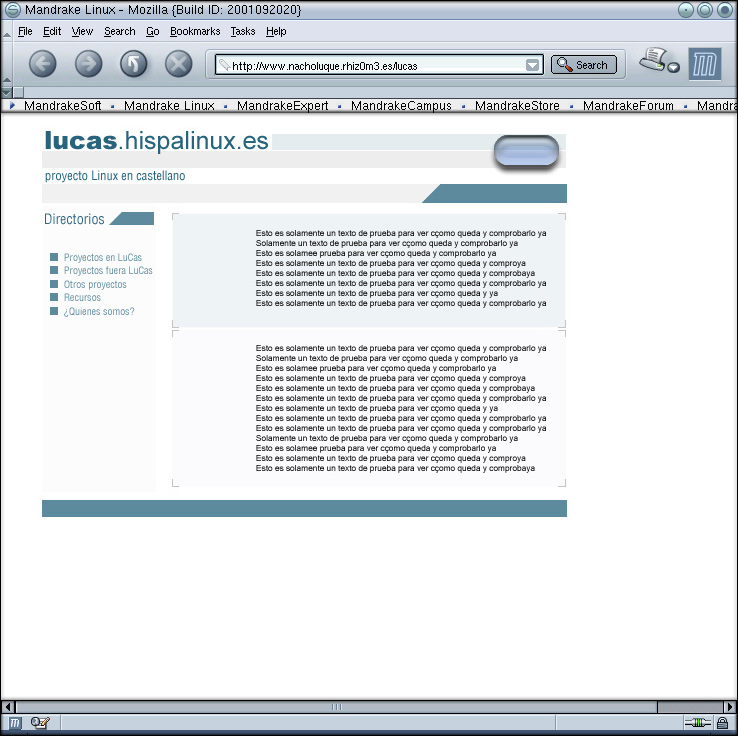 Mandrake Linux - Mozilla {Build ID: 2001092020}
File Edit View Search Go Bookmarks Tasks Help
http://www.nacholuque.rhiz0m3.es/lucas Search
MandrakeSoft MandrakeLinux MandrakeExpert MandrakeCampus MandrakeStore MandrakeForum Mandra
lucas.hispalinux.es
proyecto Linux en castellano
Directorios
Proyectos en LuCas
Proyectos fuera LuCas
Otros proyectos
Recursos
¿Quienes somos?
Esto es solamente un texto de prueba para ver cçomo queda y comprobarlo ya
Solamente un texto de prueba para ver cçomo queda y comprobarlo ya
Esto es solamee prueba para ver cçomo queda y comprobarlo ya
Esto es solamente un texto de prueba para ver cçomo queda y comproya
Esto es solamente un texto de prueba para ver cçomo queda y comprobaya
Esto es solamente un texto de prueba para ver cçomo queda y comprobarlo ya
Esto es solamente un texto de prueba para ver cçomo queda y ya
Esto es solamente un texto de prueba para ver cçomo queda y comprobarlo ya
Esto es solamente un texto de prueba para ver cçomo queda y comprobarlo ya
Solamente un texto de prueba para ver cçomo queda y comprobarlo ya
Esto es solamee prueba para ver cçomo queda y comprobarlo ya
Esto es solamente un texto de prueba para ver cçomo queda y comproya
Esto es solamente un texto de prueba para ver cçomo queda y comprobaya
Esto es solamente un texto de prueba para ver cçomo queda y comprobarlo ya
Esto es solamente un texto de prueba para ver cçomo queda y ya
Esto es solamente un texto de prueba para ver cçomo queda y comprobarlo ya
Esto es solamente un texto de prueba para ver cçomo queda y comprobarlo ya
Solamente un texto de prueba para ver cçomo queda y comprobarlo ya
Esto es solamee prueba para ver cçomo queda y comprobarlo ya
Esto es solamente un texto de prueba para ver cçomo queda y comproya
Esto es solamente un texto de prueba para ver cçomo queda y comprobaya